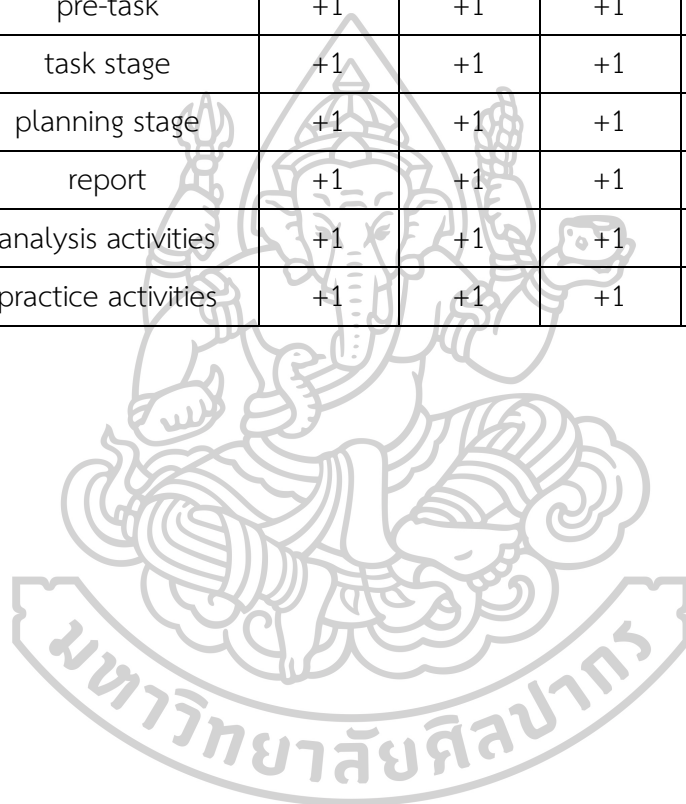 pre-task +1 +1 +1
task stage +1 +1 +1
planning stage +1 +1 +1
report +1 +1 +1
analysis activities +1 +1 +1
practice activities +1 +1 +1
มหาวิทยาลัยศิลปากร